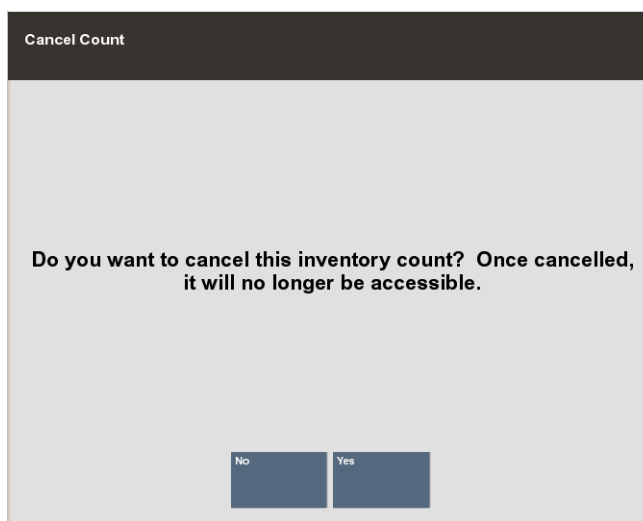 Cancel Count
Do you want to cancel this inventory count?  Once cancelled,
it will no longer be accessible.
No
Yes